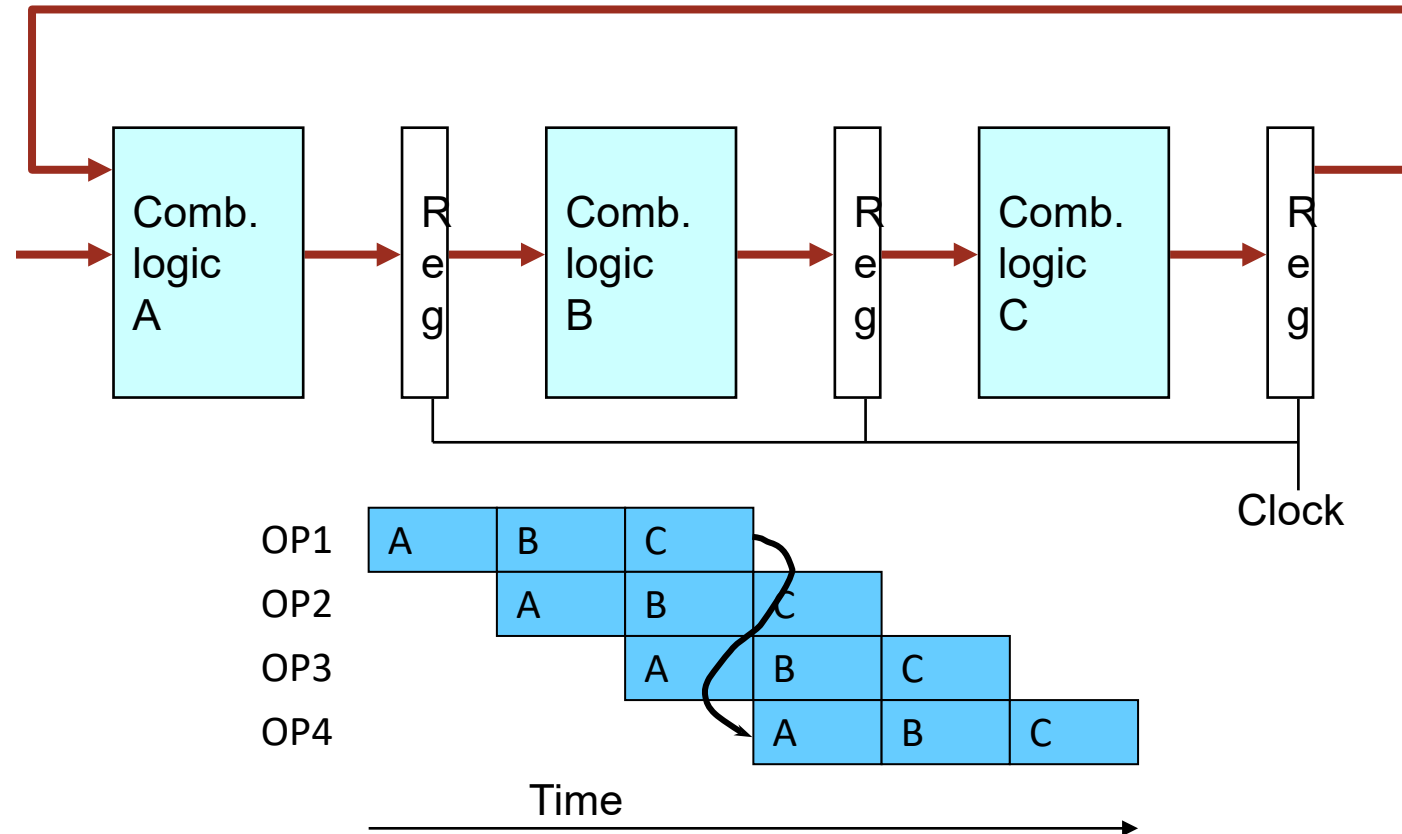 Comb.
logic
A
R
e
g
Comb.
logic
B
R
e
g
Comb.
logic
C
R
e
g
Clock
OP1 A B C
OP2 A B C
OP3 A B C
OP4 A B C
Time